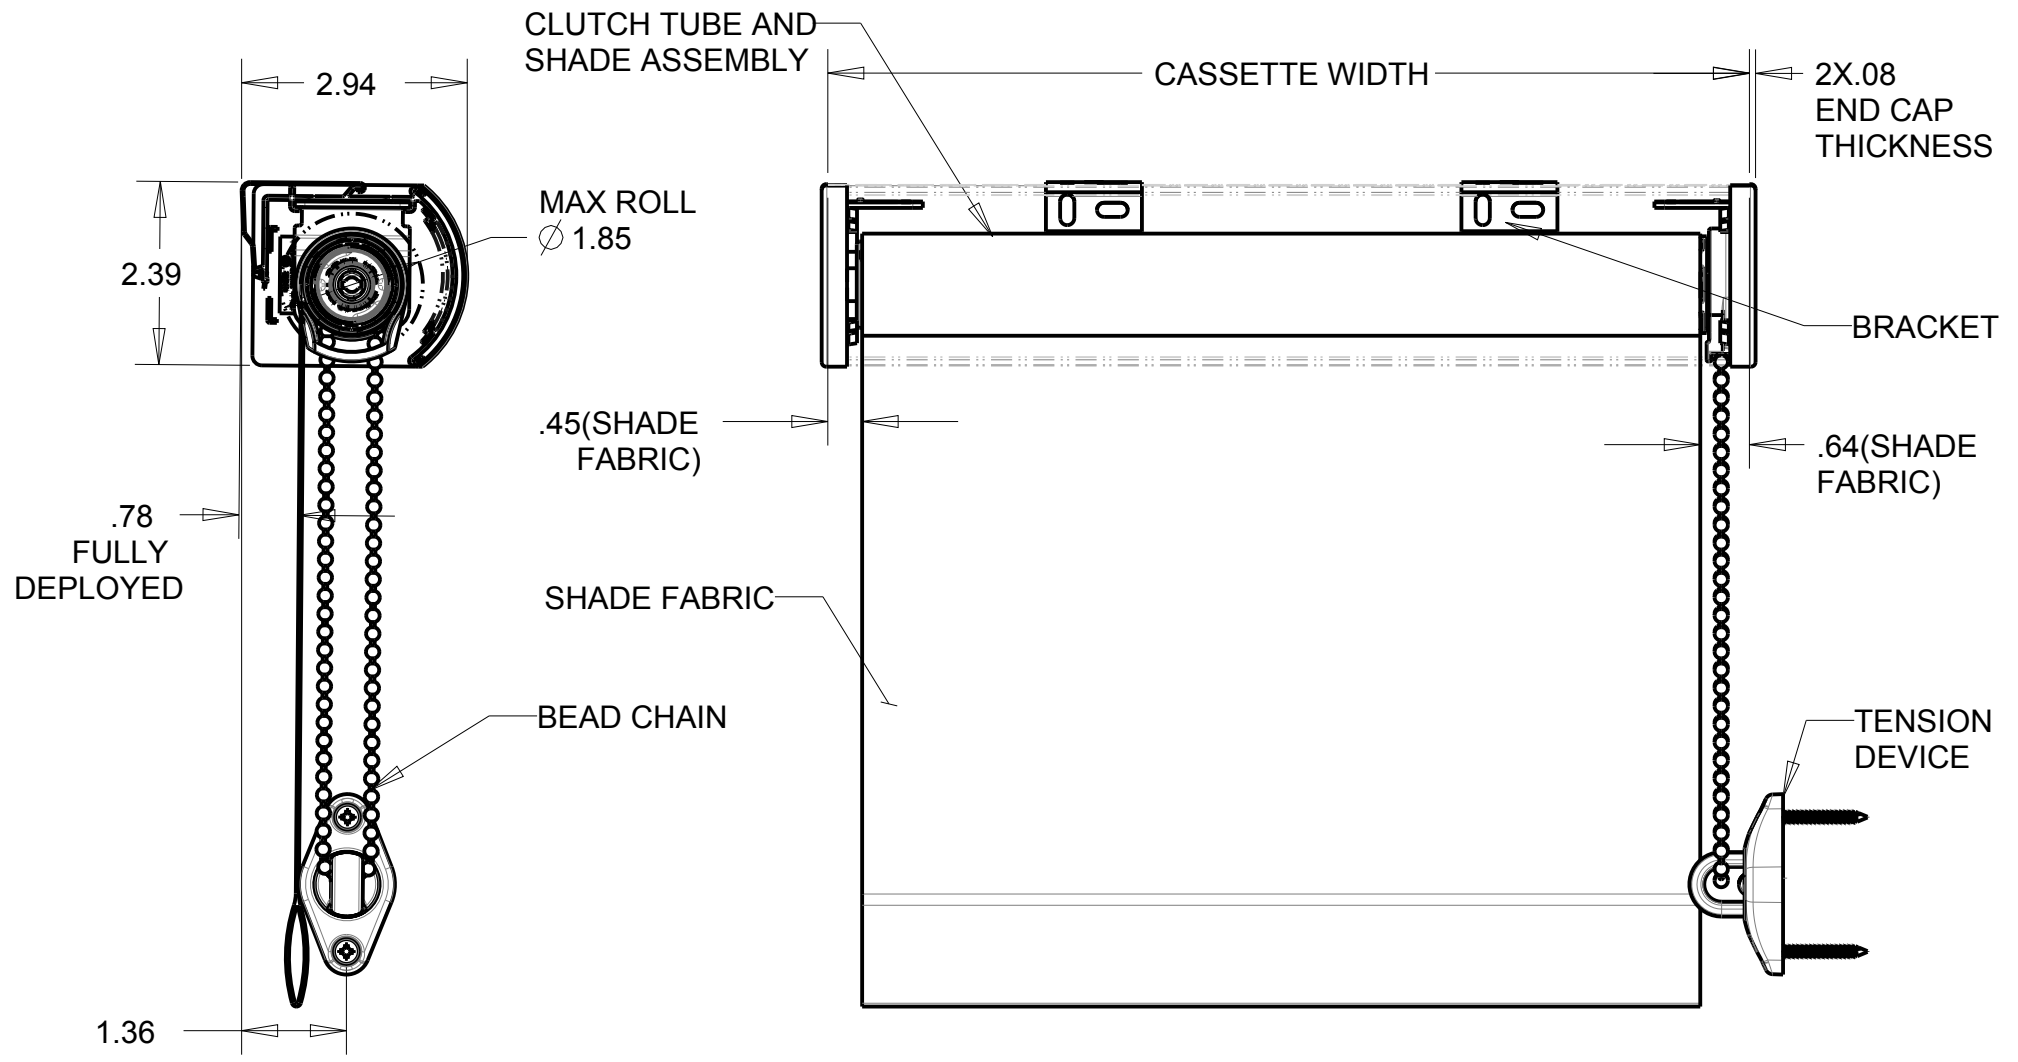 CLUTCH TUBE AND
SHADE ASSEMBLY
2.94
CASSETTE WIDTH
2X.08
END CAP
THICKNESS
MAX ROLL
∅ 1.85
2.39
BRACKET
.45(SHADE
FABRIC)
.64(SHADE
FABRIC)
.78
FULLY
DEPLOYED
SHADE FABRIC
BEAD CHAIN
TENSION
DEVICE
1.36